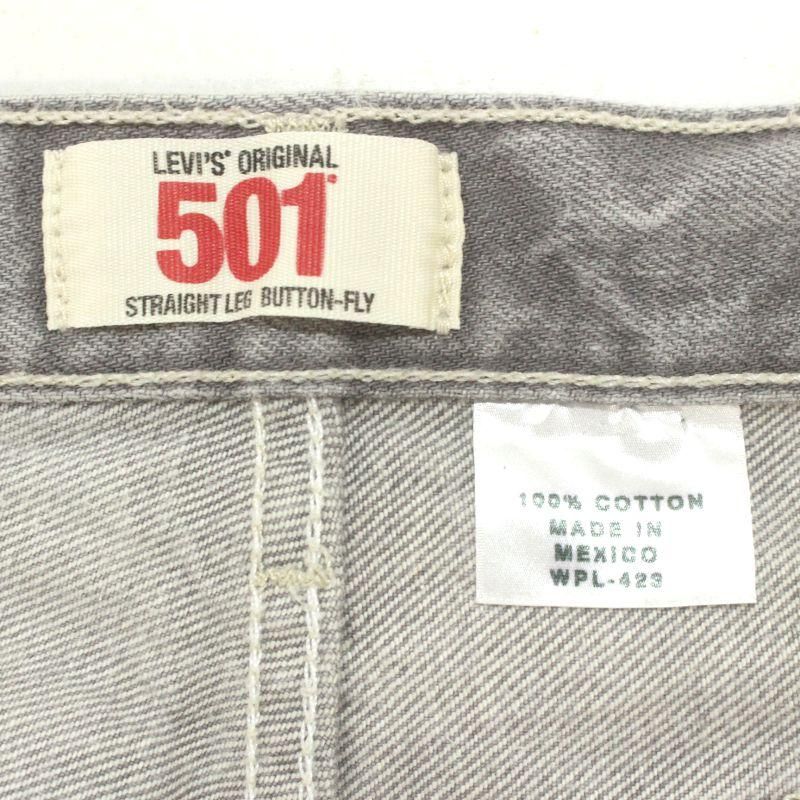 LEVI'S® ORIGINAL
501®
STRAIGHT LEG BUTTON-FLY
100% COTTON
MADE IN
MEXICO
WPL-423